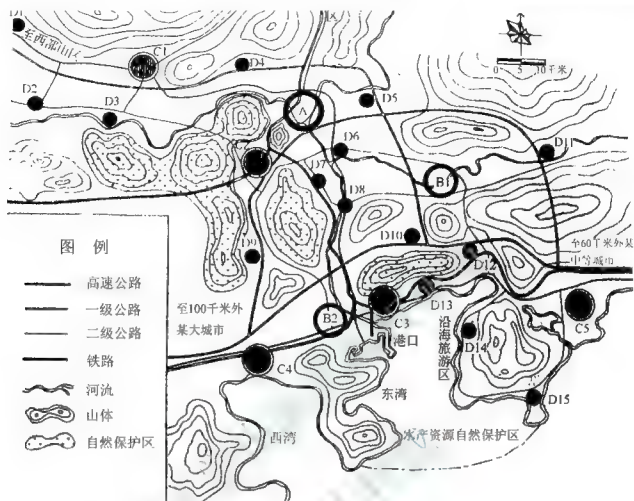 D1
至西部山区
C1
D4
区
0 5 10千米
D2
D3
A
D5
D6
D7
D8
B1
D11
D9
D10
至60千米外某
中等城市
D12
D13
至100千米外
某大城市
B2
C3
港口
沿海旅游区
D14
C5
C4
东湾
D15
西湾
水产资源自然保护区
图例
高速公路
一级公路
二级公路
铁路
河流
山体
自然保护区